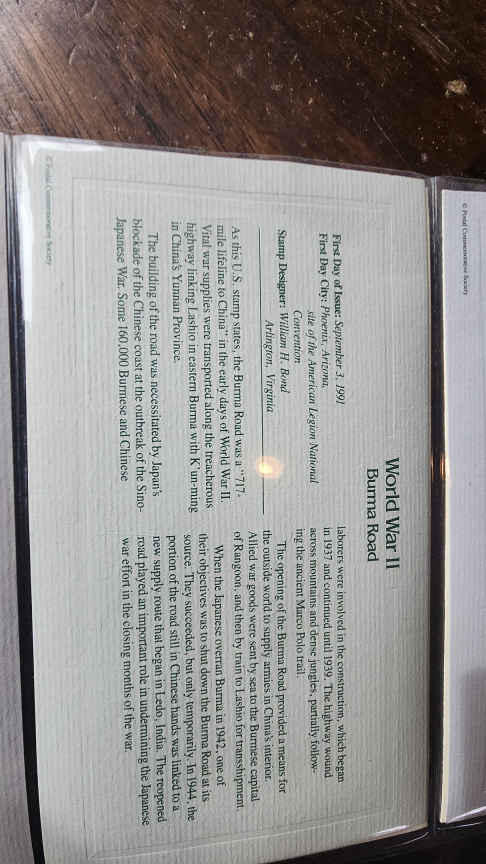 © Postal Commemorative Society
World War II
Burma Road
First Day of Issue: September 3, 1991
First Day City: Phoenix, Arizona,
site of the American Legion National
Convention
Stamp Designer: William H. Bond
Arlington, Virginia
As this U.S. stamp states, the Burma Road was a "717-
mile lifeline to China" in the early days of World War II.
Vital war supplies were transported along the treacherous
highway linking Lashio in eastern Burma with K'un-ming
in China's Yunnan Province.
The building of the road was necessitated by Japan's
blockade of the Chinese coast at the outbreak of the Sino-
Japanese War. Some 160,000 Burmese and Chinese
laborers were involved in the construction, which began
in 1937 and continued until 1939. The highway wound
across mountains and dense jungles, partially follow-
ing the ancient Marco Polo trail.
The opening of the Burma Road provided a means for
the outside world to supply armies in China's interior.
Allied war goods were sent by sea to the Burmese capital
of Rangoon, and then by train to Lashio for transshipment.
When the Japanese overran Burma in 1942, one of
their objectives was to shut down the Burma Road at its
source. They succeeded, but only temporarily. In 1944, the
portion of the road still in Chinese hands was linked to a
new supply route that began in Ledo, India. The reopened
road played an important role in undermining the Japanese
war effort in the closing months of the war.
© Postal Commemorative Society